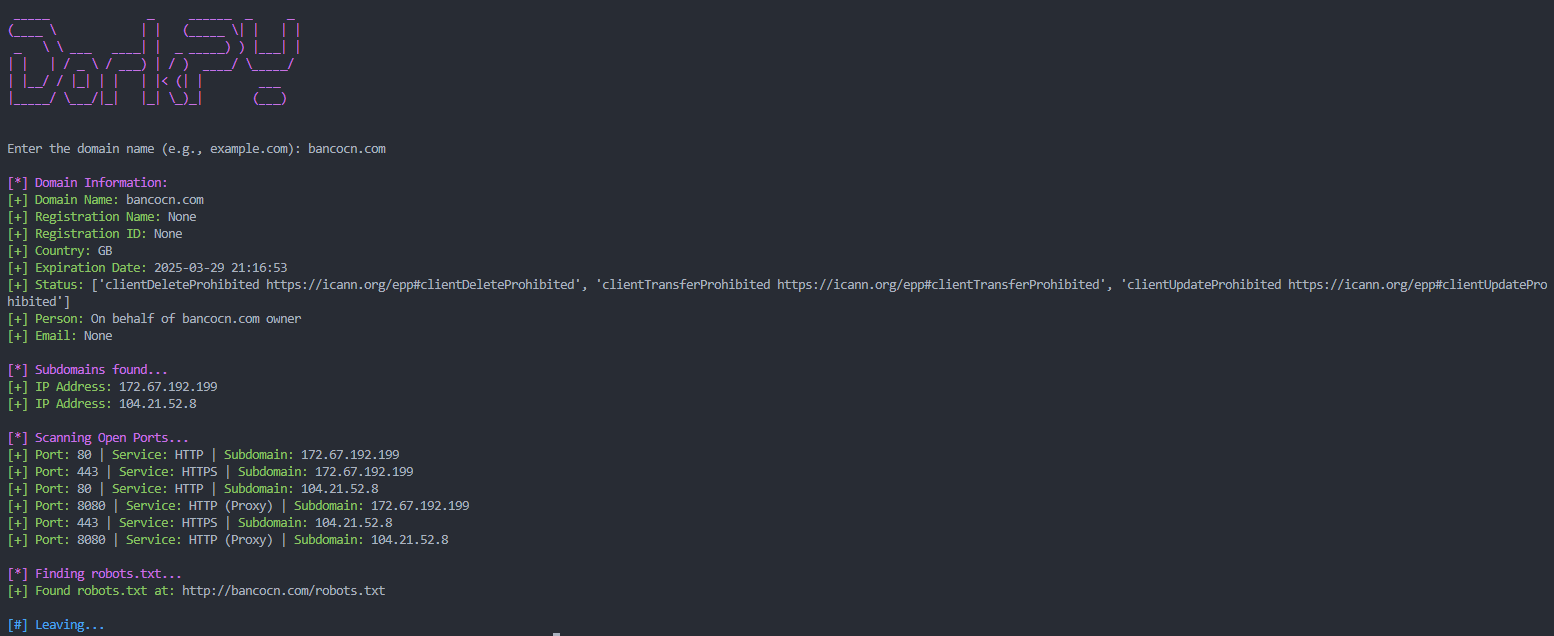 DorkPy
Enter the domain name (e.g., example.com): bancocn.com
[*] Domain Information:
[+] Domain Name: bancocn.com
[+] Registration Name: None
[+] Registration ID: None
[+] Country: GB
[+] Expiration Date: 2025-03-29 21:16:53
[+] Status: ['clientDeleteProhibited https://icann.org/epp#clientDeleteProhibited', 'clientTransferProhibited https://icann.org/epp#clientTransferProhibited', 'clientUpdateProhibited https://icann.org/epp#clientUpdatePro
hibited']
[+] Person: On behalf of bancocn.com owner
[+] Email: None
[*] Subdomains found...
[+] IP Address: 172.67.192.199
[+] IP Address: 104.21.52.8
[*] Scanning Open Ports...
[+] Port: 80 | Service: HTTP | Subdomain: 172.67.192.199
[+] Port: 443 | Service: HTTPS | Subdomain: 172.67.192.199
[+] Port: 80 | Service: HTTP | Subdomain: 104.21.52.8
[+] Port: 8080 | Service: HTTP (Proxy) | Subdomain: 172.67.192.199
[+] Port: 443 | Service: HTTPS | Subdomain: 104.21.52.8
[+] Port: 8080 | Service: HTTP (Proxy) | Subdomain: 104.21.52.8
[*] Finding robots.txt...
[+] Found robots.txt at: http://bancocn.com/robots.txt
[#] Leaving...